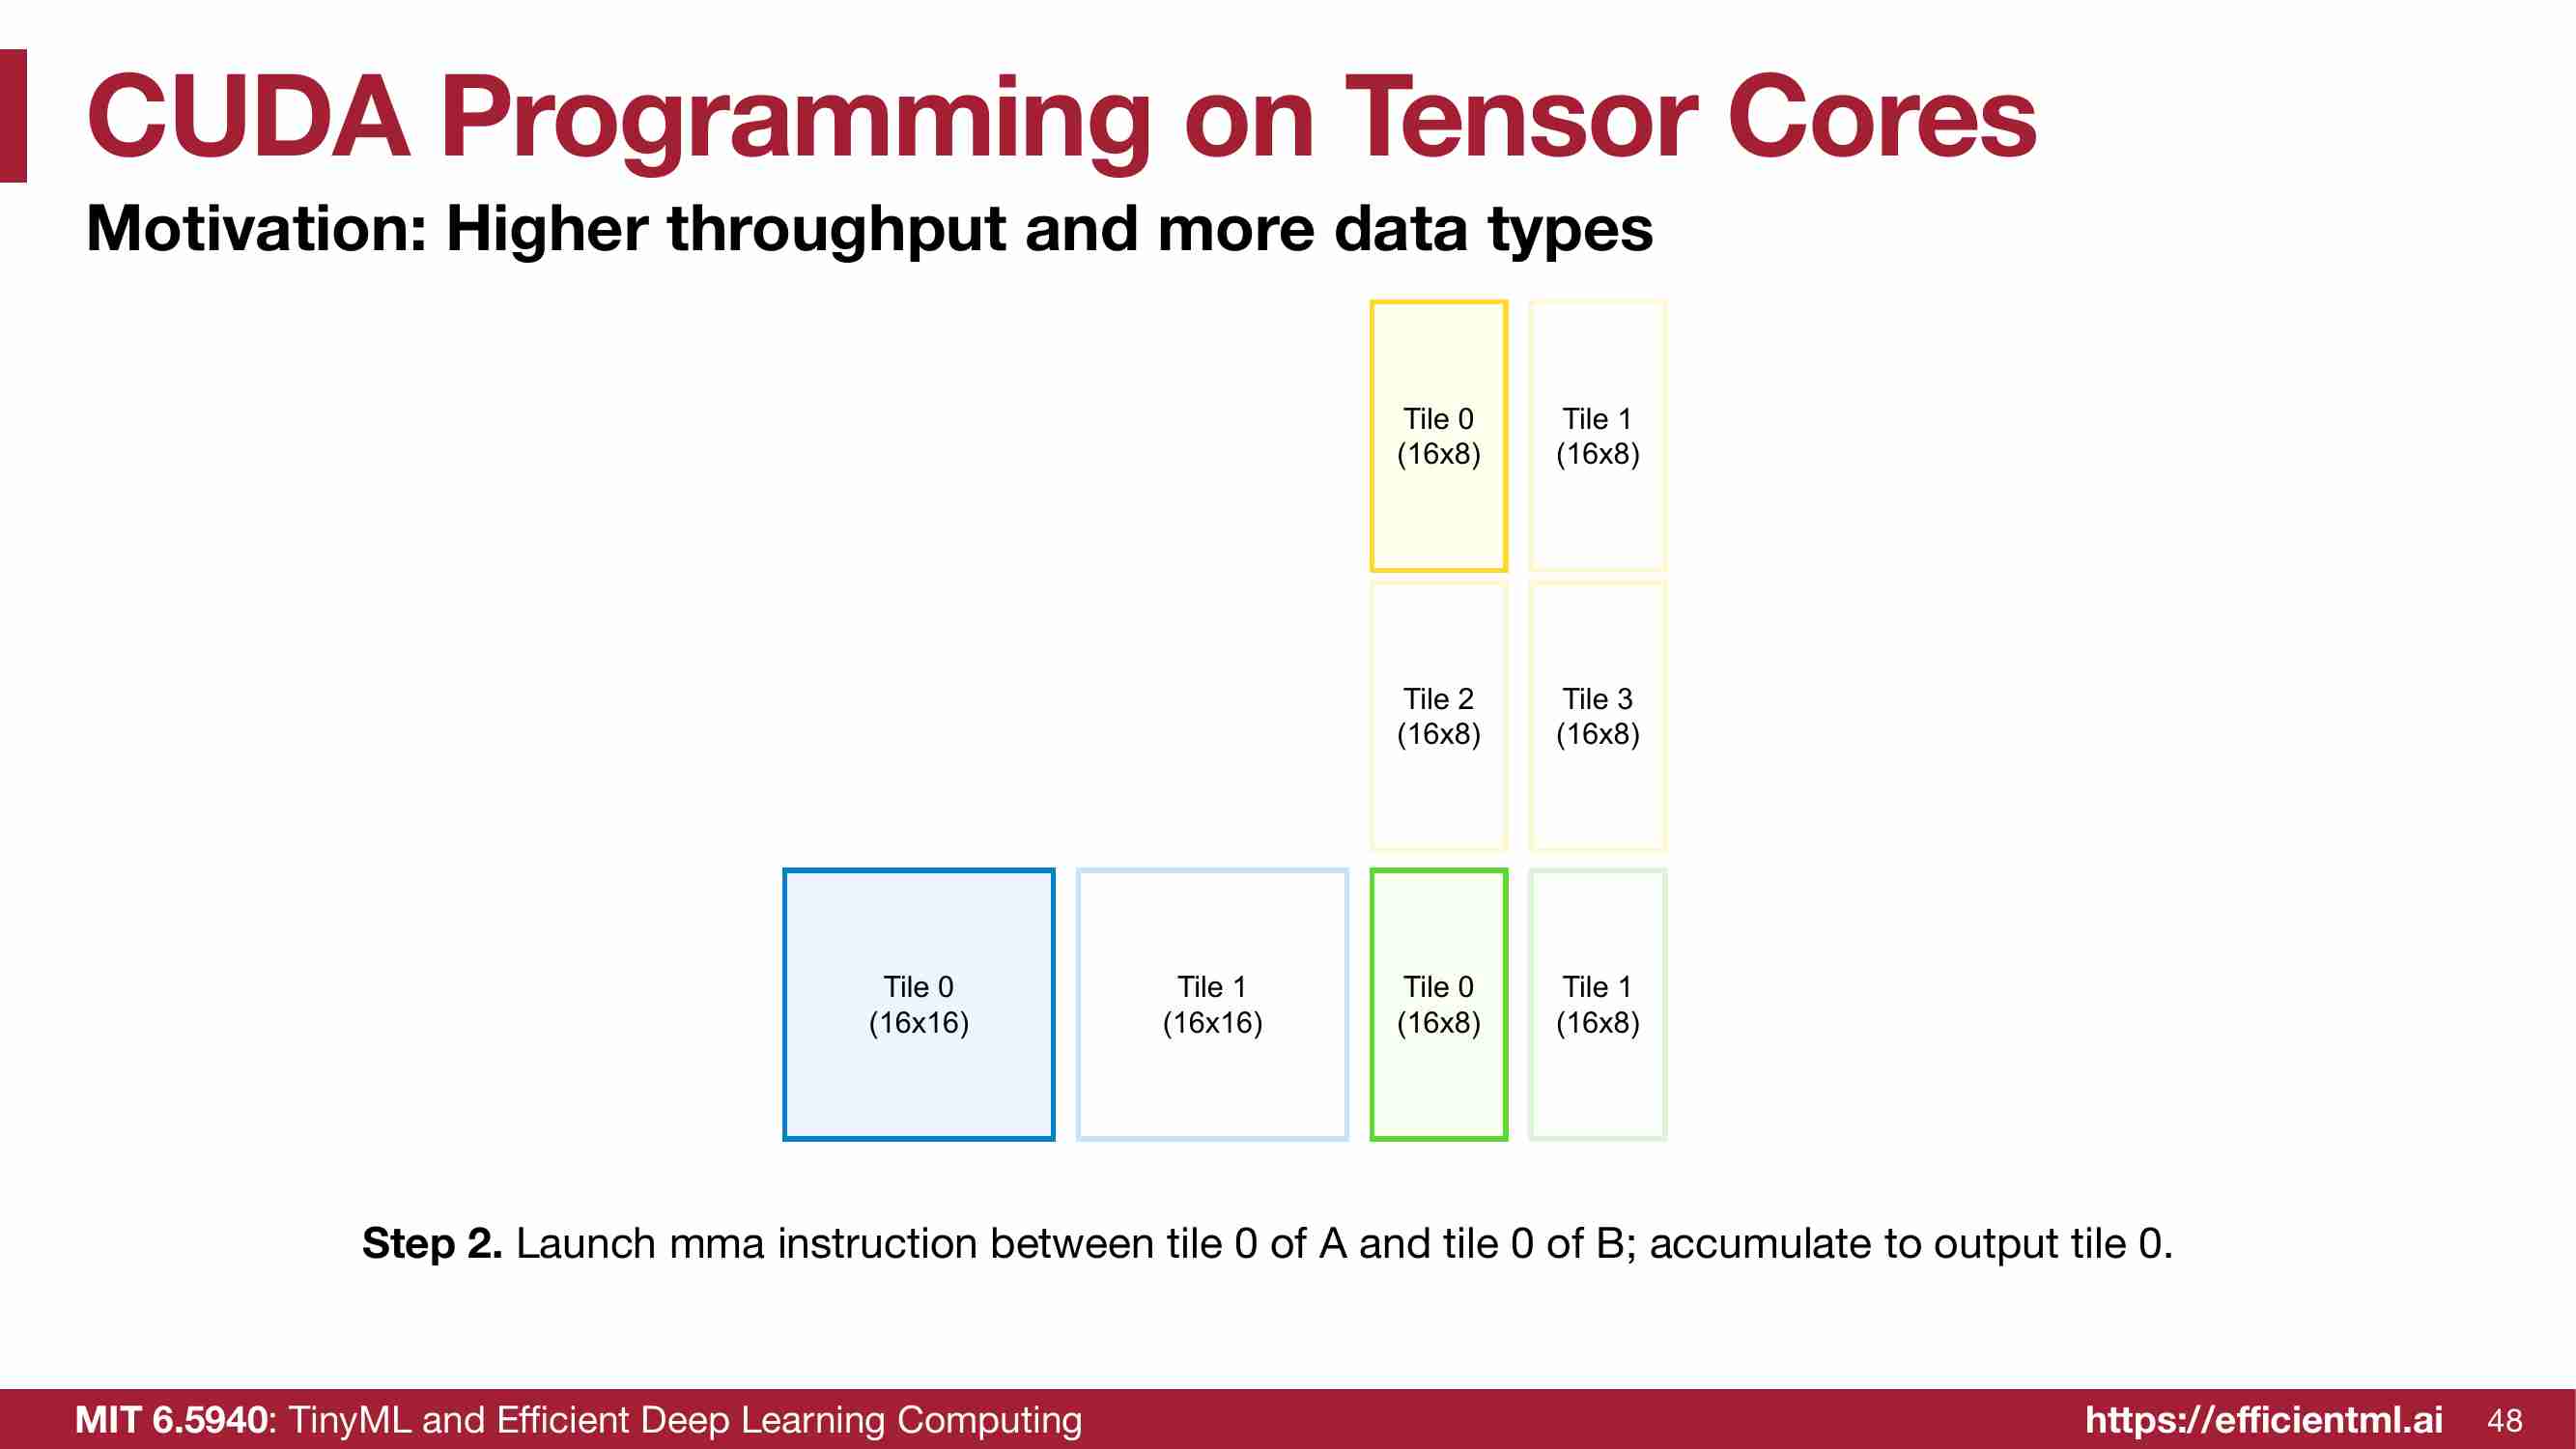 CUDA Programming on Tensor Cores
Motivation: Higher throughput and more data types
Tile 0
(16x8)
Tile 1
(16x8)
Tile 2
(16x8)
Tile 3
(16x8)
Tile 0
(16x16)
Tile 1
(16x16)
Tile 0
(16x8)
Tile 1
(16x8)
Step 2. Launch mma instruction between tile 0 of A and tile 0 of B; accumulate to output tile 0.
MIT 6.5940: TinyML and Efficient Deep Learning Computing
https://efficientml.ai
48